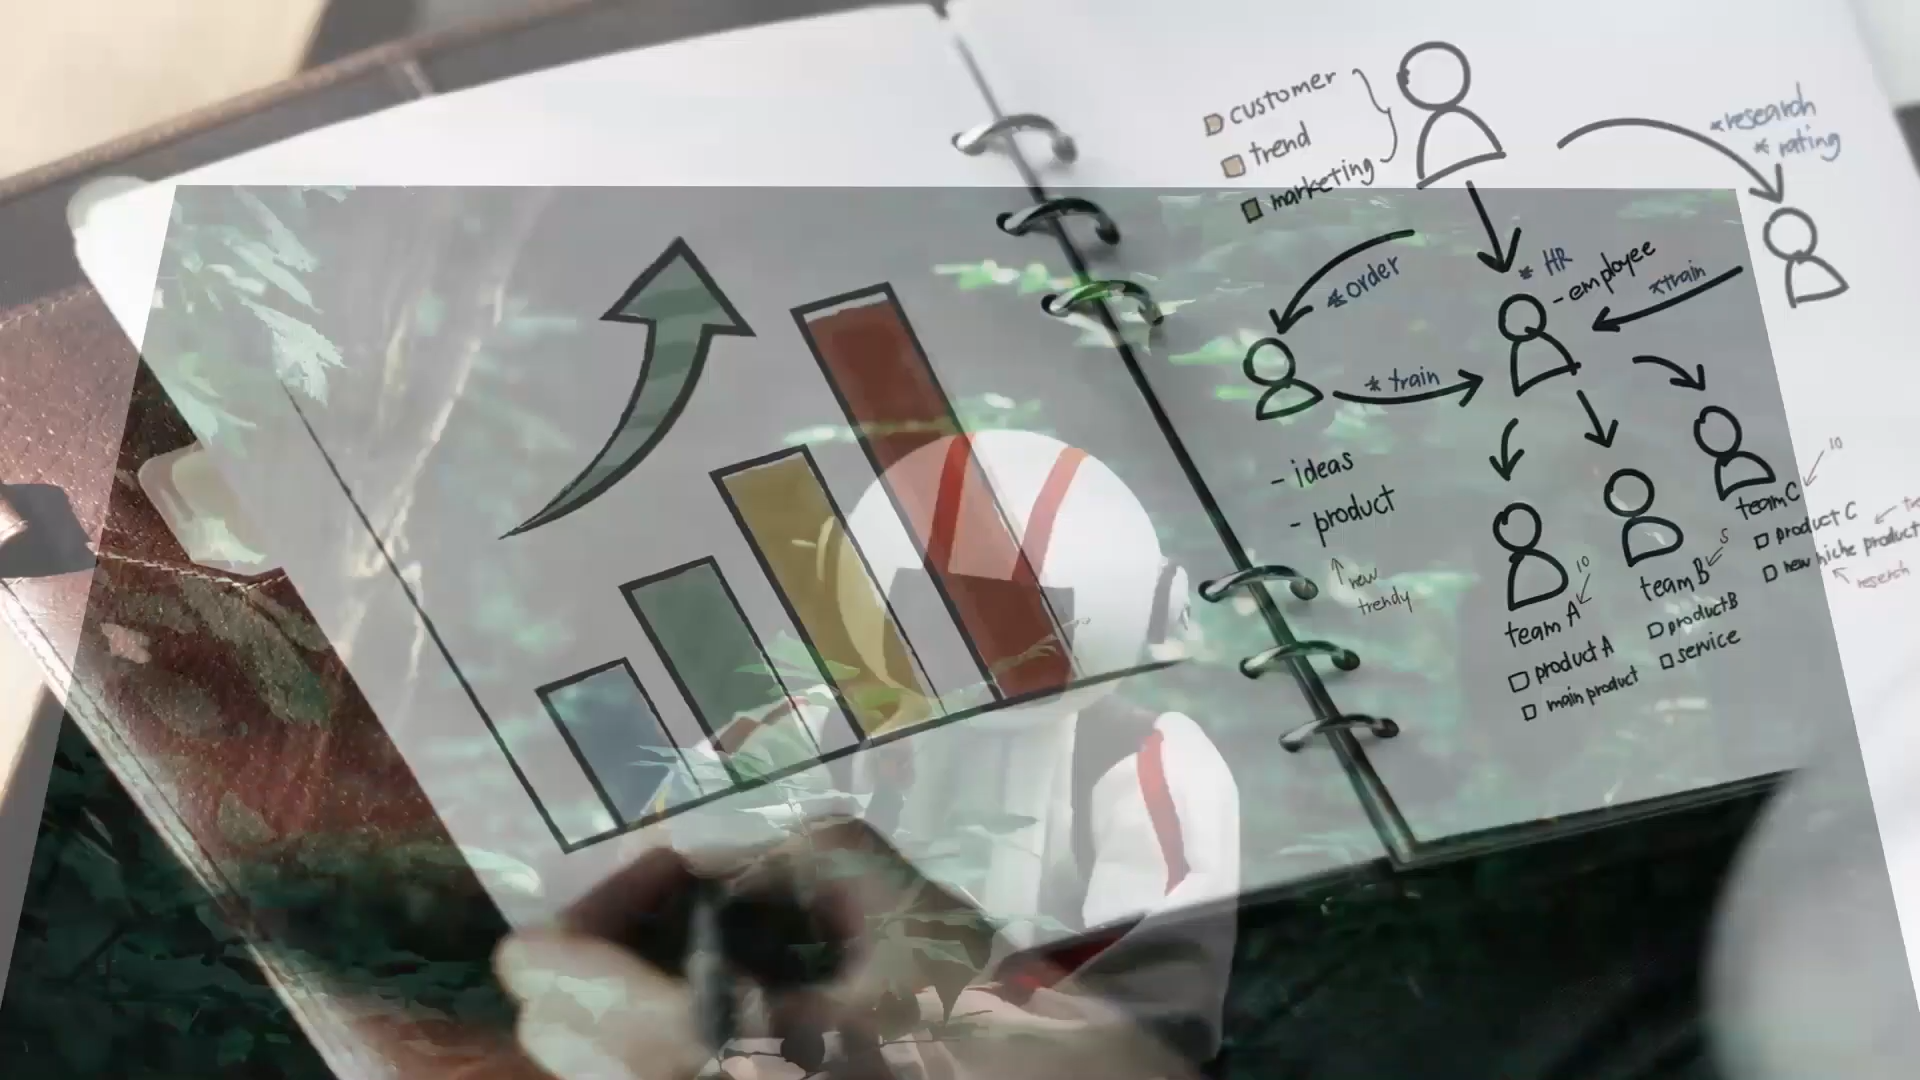 customer
trend
marketing
*research
* rating
*order
* HR
- employee
*train
* train
- ideas
- product
new
trendy
team A
10
product A
main product
team B
5
product B
service
team C
10
product C
new niche product
research